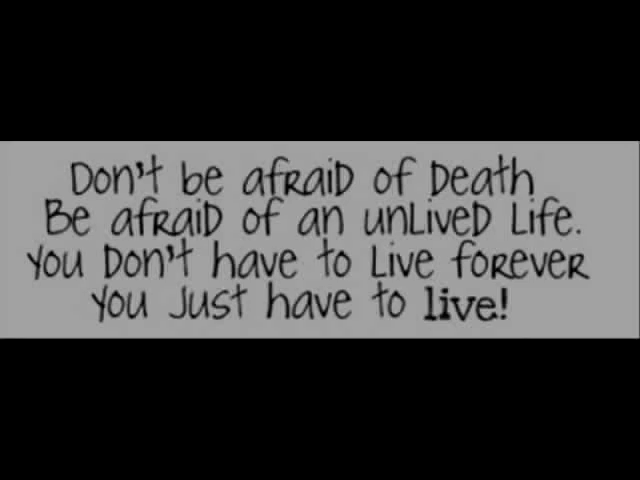 Don't be afraid of Death
Be afraid of an unlived life.
You Don't have to Live forever
You Just have to live!